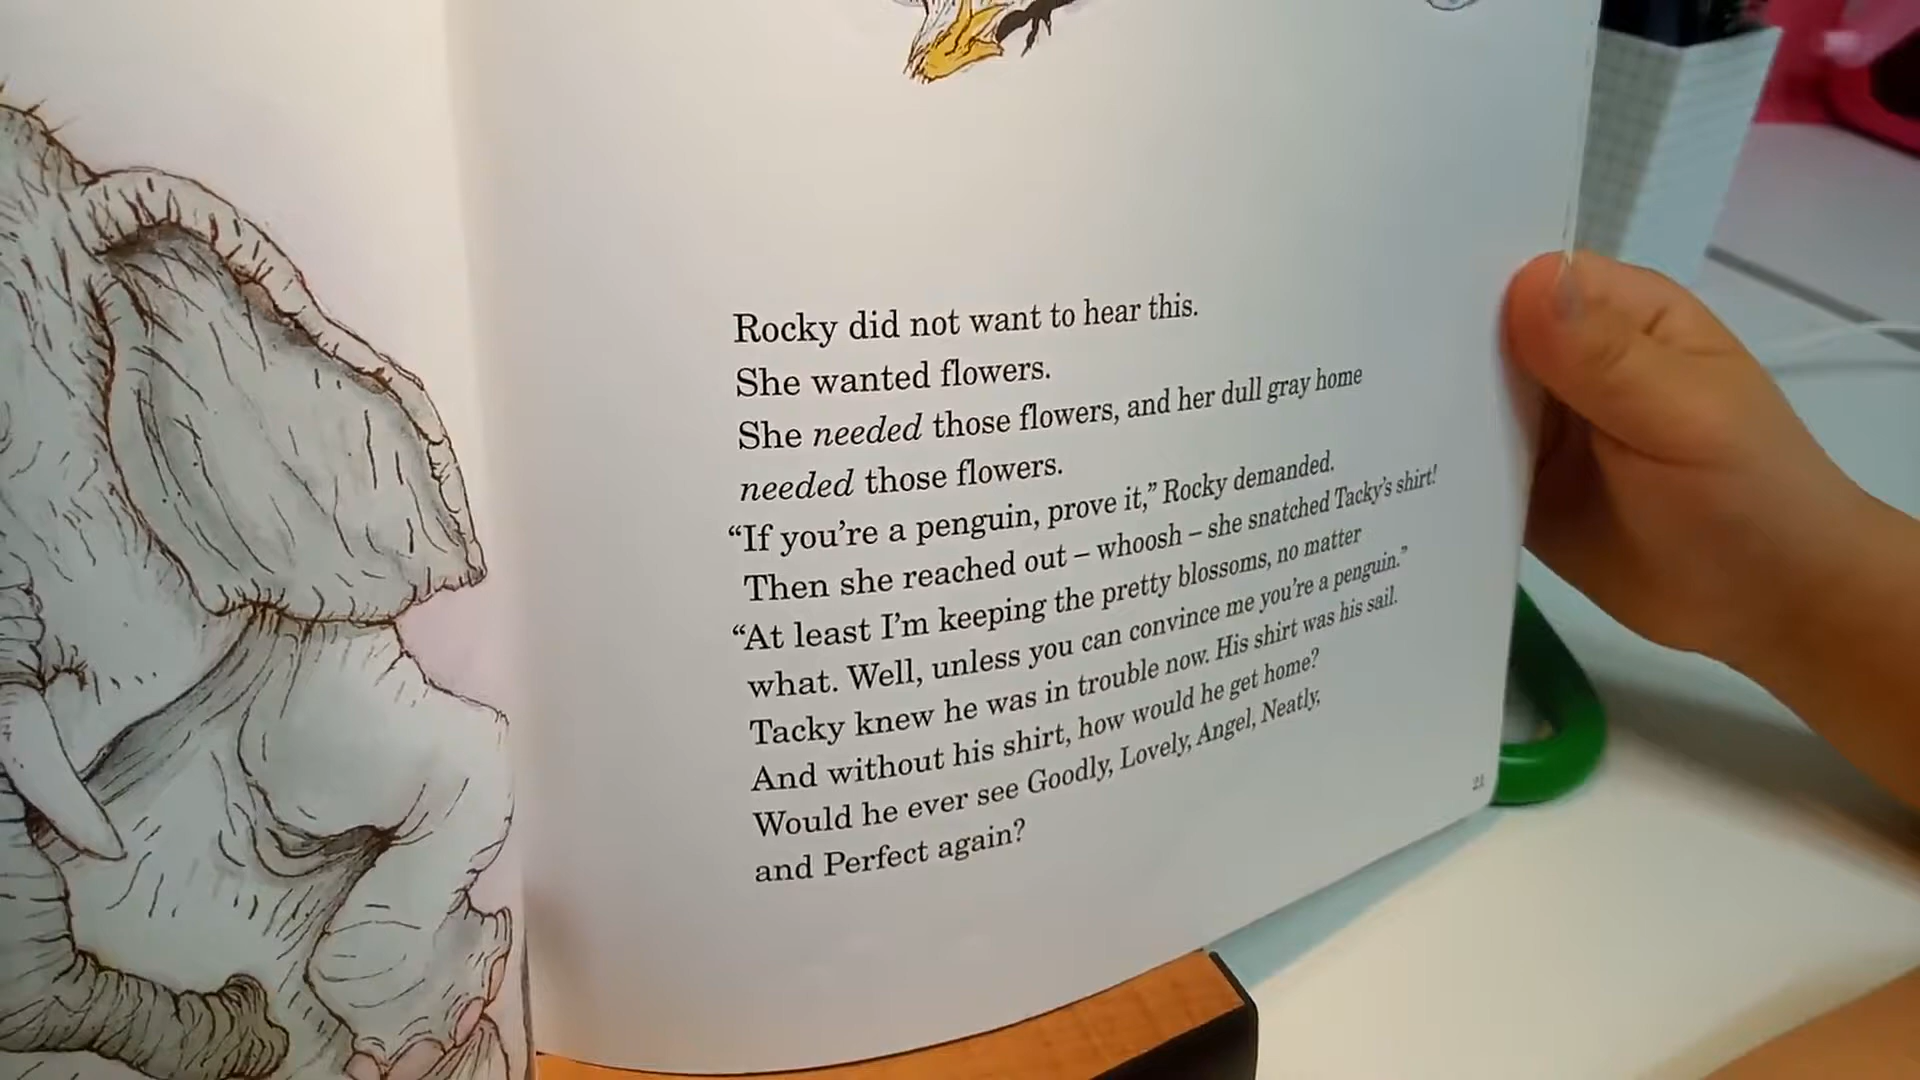 Rocky did not want to hear this.
She wanted flowers.
She needed those flowers, and her dull gray home
needed those flowers.
“If you’re a penguin, prove it,” Rocky demanded.
Then she reached out – whoosh – she snatched Tacky’s shirt!
“At least I’m keeping the pretty blossoms, no matter
what. Well, unless you can convince me you’re a penguin.”
Tacky knew he was in trouble now. His shirt was his sail.
And without his shirt, how would he get home?
Would he ever see Goodly, Lovely, Angel, Neatly,
and Perfect again?